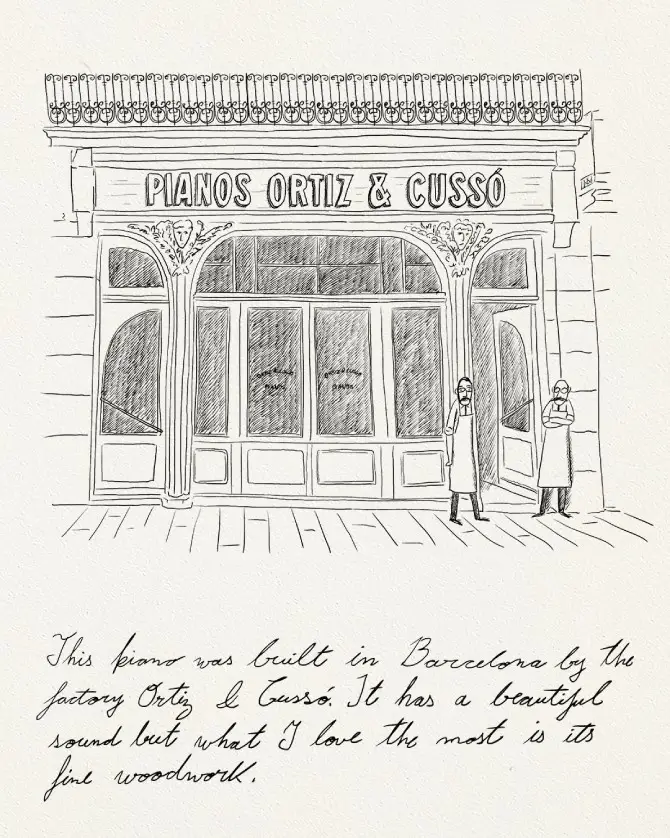 PIANOS ORTIZ & CUSSÓ
This piano was built in Barcelona by the
factory Ortiz & Cussó. It has a beautiful
sound but what I love the most is its
fine woodwork.